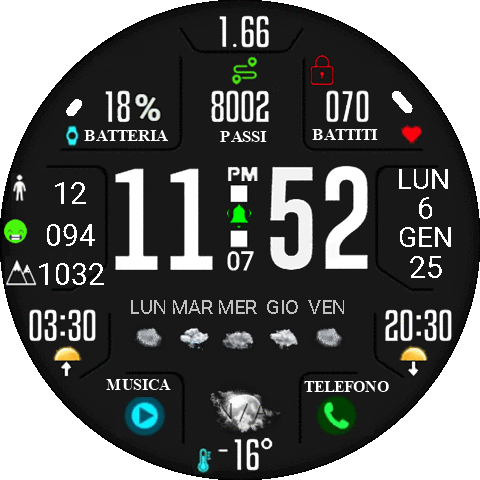 1.66
18% 8002 070
BATTERIA PASSI BATTITI
12
094
1032
11 PM 52
07
LUN
6
GEN
25
LUN MAR MER GIO VEN
03:30 20:30
MUSICA TELEFONO
N/A
-16°